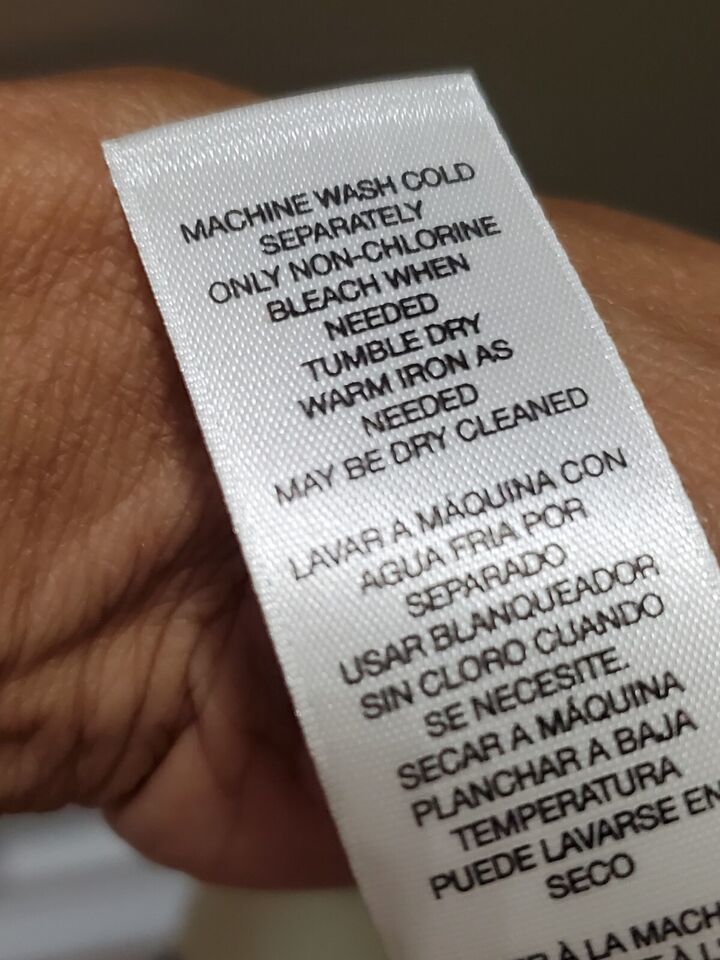 MACHINE WASH COLD
SEPARATELY
ONLY NON-CHLORINE
BLEACH WHEN
NEEDED
TUMBLE DRY
WARM IRON AS
NEEDED
MAY BE DRY CLEANED
LAVAR A MÁQUINA CON
AGUA FRIA POR
SEPARADO
USAR BLANQUEADOR
SIN CLORO CUANDO
SE NECESITE.
SECAR A MÁQUINA
PLANCHAR A BAJA
TEMPERATURA
PUEDE LAVARSE EN
SECO
À LA MACH